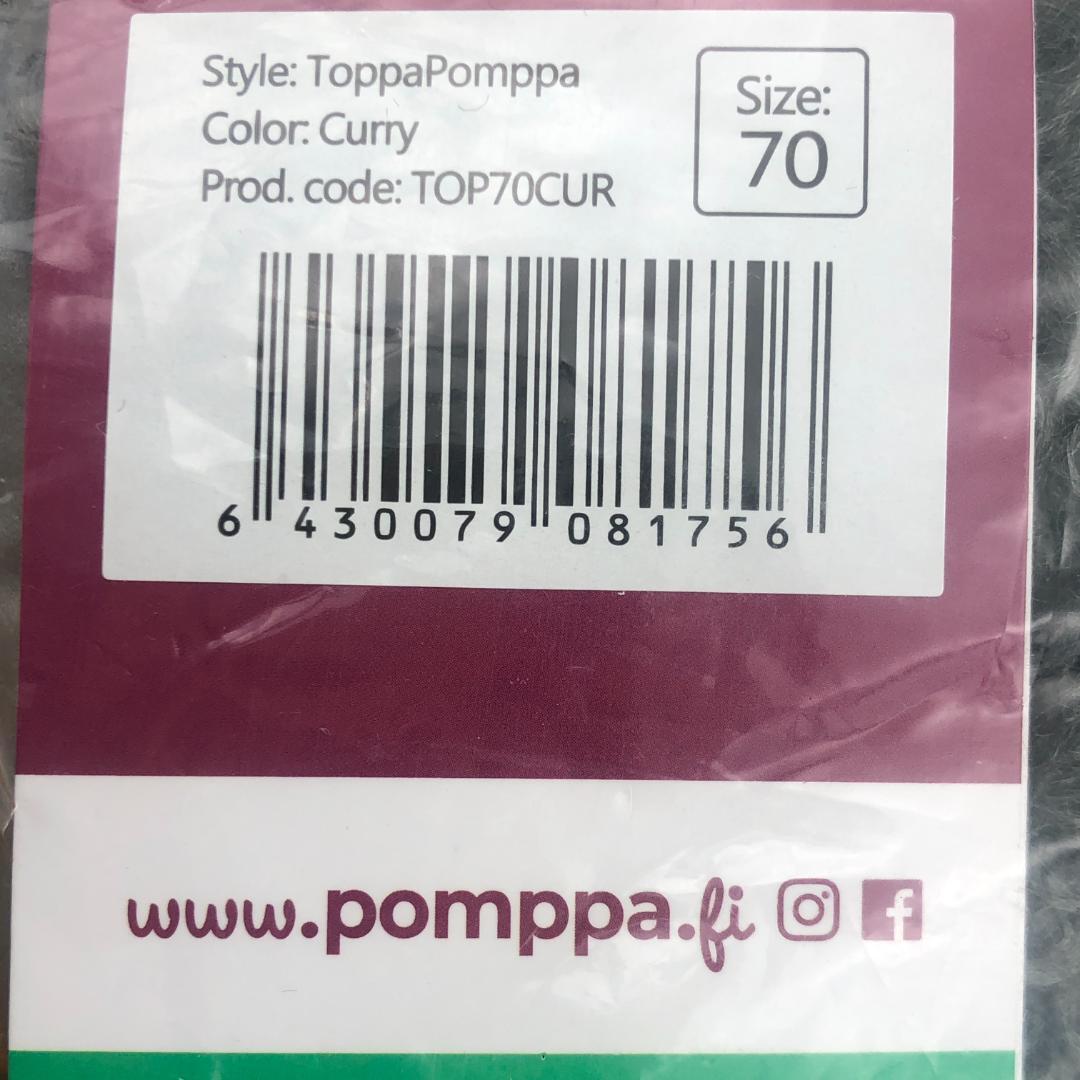 Style: ToppaPomppa
Color: Curry
Prod. code: TOP70CUR
Size:
70
6 430079 081756
www.pomppa.fi